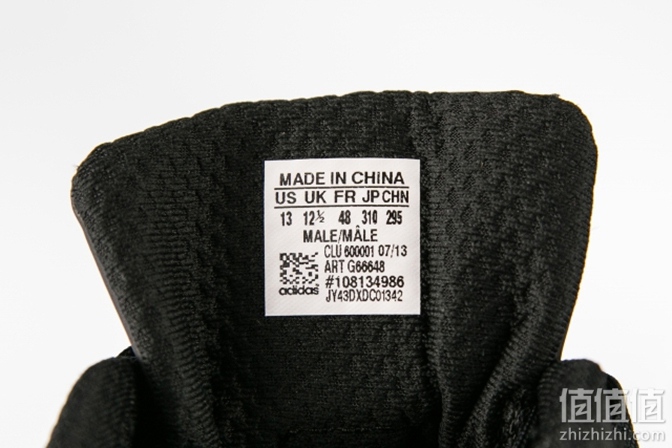 MADE IN CHINA
US UK FR JP CHN
13 12½ 48 310 295
MALE/MÂLE
CLU 600001 07/13
ART G66648
#108134986
adidas
JY43DXDC01342
值值值
zhizhizhi.com